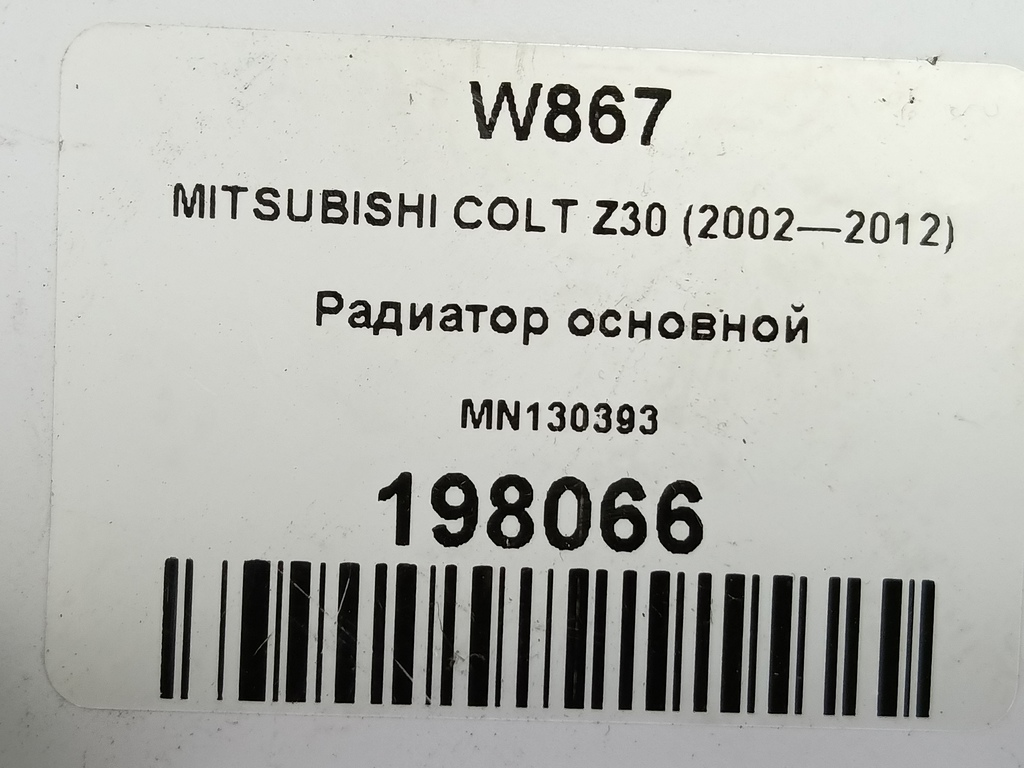 W867
MITSUBISHI COLT Z30 (2002—2012)
Радиатор основной
MN130393
198066